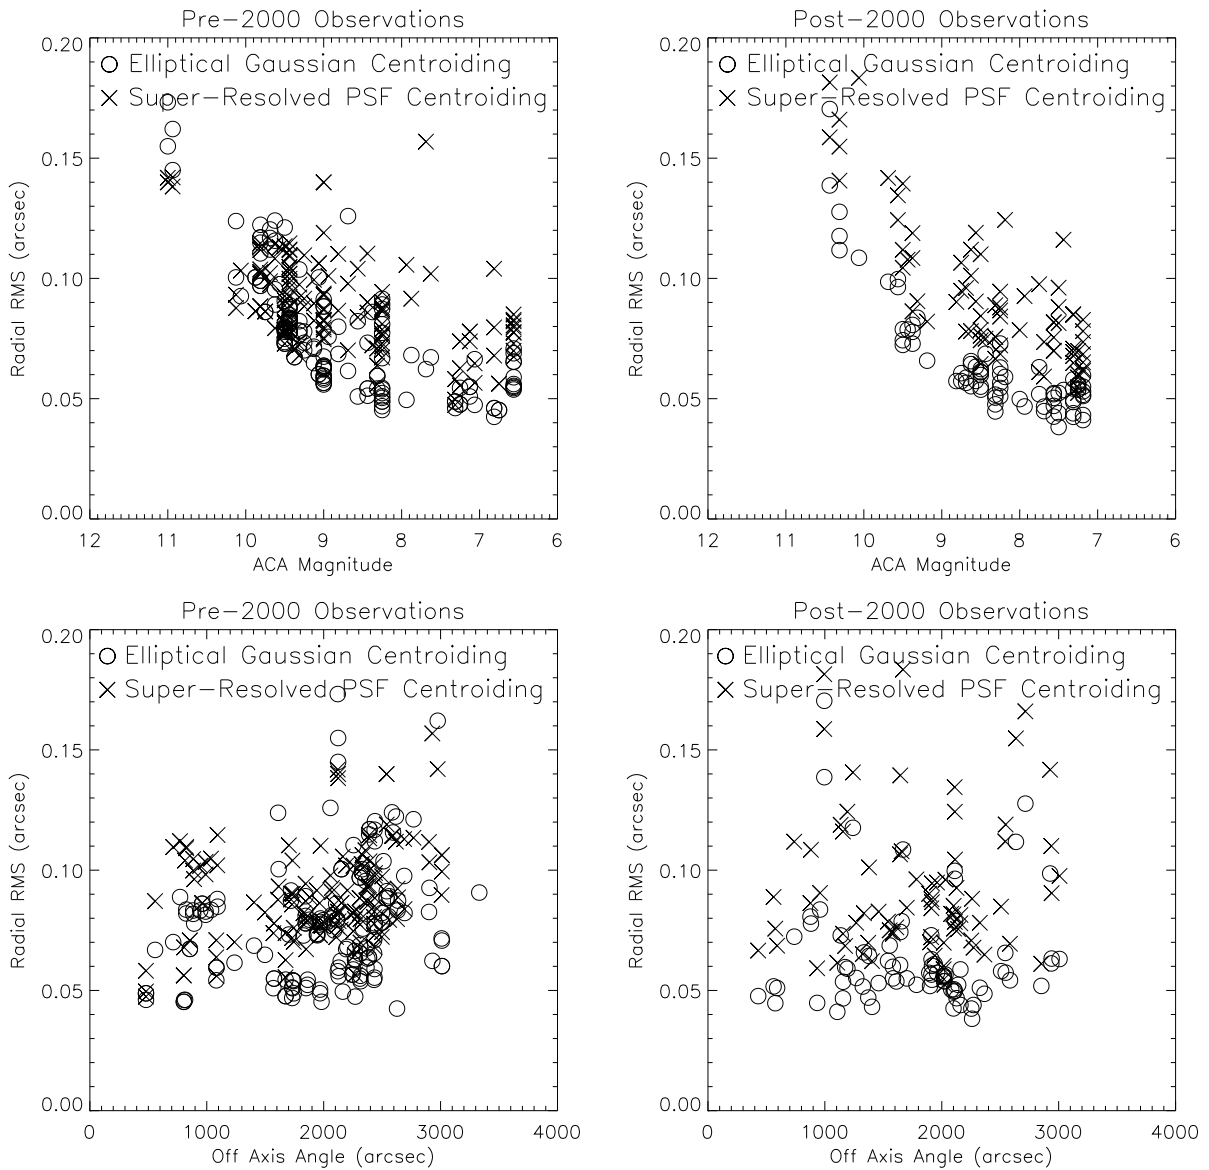 Pre-2000 Observations
0.20
0.15
0.10
0.05
0.00
Radial RMS (arcsec)
Elliptical Gaussian Centroiding
Super-Resolved PSF Centroiding
12 11 10 9 8 7 6
ACA Magnitude
Post-2000 Observations
0.20
0.15
0.10
0.05
0.00
Radial RMS (arcsec)
Elliptical Gaussian Centroiding
Super-Resolved PSF Centroiding
12 11 10 9 8 7 6
ACA Magnitude
Pre-2000 Observations
0.20
0.15
0.10
0.05
0.00
Radial RMS (arcsec)
Elliptical Gaussian Centroiding
Super-Resolved PSF Centroiding
0 1000 2000 3000 4000
Off Axis Angle (arcsec)
Post-2000 Observations
0.20
0.15
0.10
0.05
0.00
Radial RMS (arcsec)
Elliptical Gaussian Centroiding
Super-Resolved PSF Centroiding
0 1000 2000 3000 4000
Off Axis Angle (arcsec)